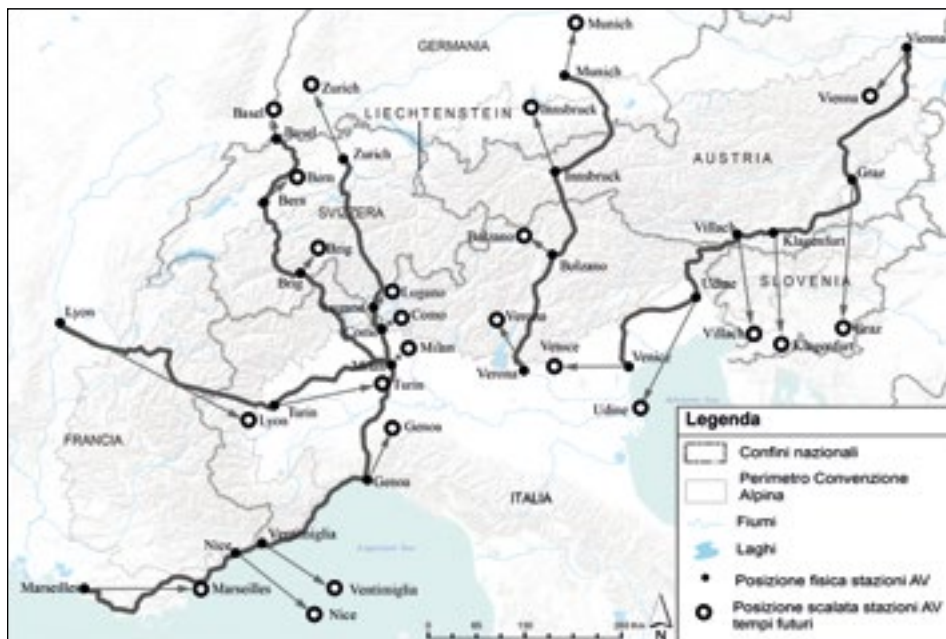 Munich
GERMANIA
Vienna
Munich
Zurich
Vienna
Basel
Innsbruck
LIECHTENSTEIN
Basel
Zurich
AUSTRIA
Bern
Innsbruck
Graz
Bern
SVIZZERA
Villach
Klagenfurt
Bolzano
Brig
Bolzano
SLOVENIA
Brig
Udine
Lugano
Lyon
Lugano
Como
Verona
Graz
Como
Villach
Klagenfurt
Milan
Venice
Milan
Verona
Venice
Turin
Turin
Lyon
Udine
Genoa
FRANCIA
Genoa
ITALIA
Ventimiglia
Nice
Marseilles
Marseilles
Ventimiglia
Nice
Legenda
Confini nazionali
Perimetro Convenzione
Alpina
Fiumi
Laghi
Posizione fisica stazioni AV
Posizione scalata stazioni AV
tempi futuri
0
N